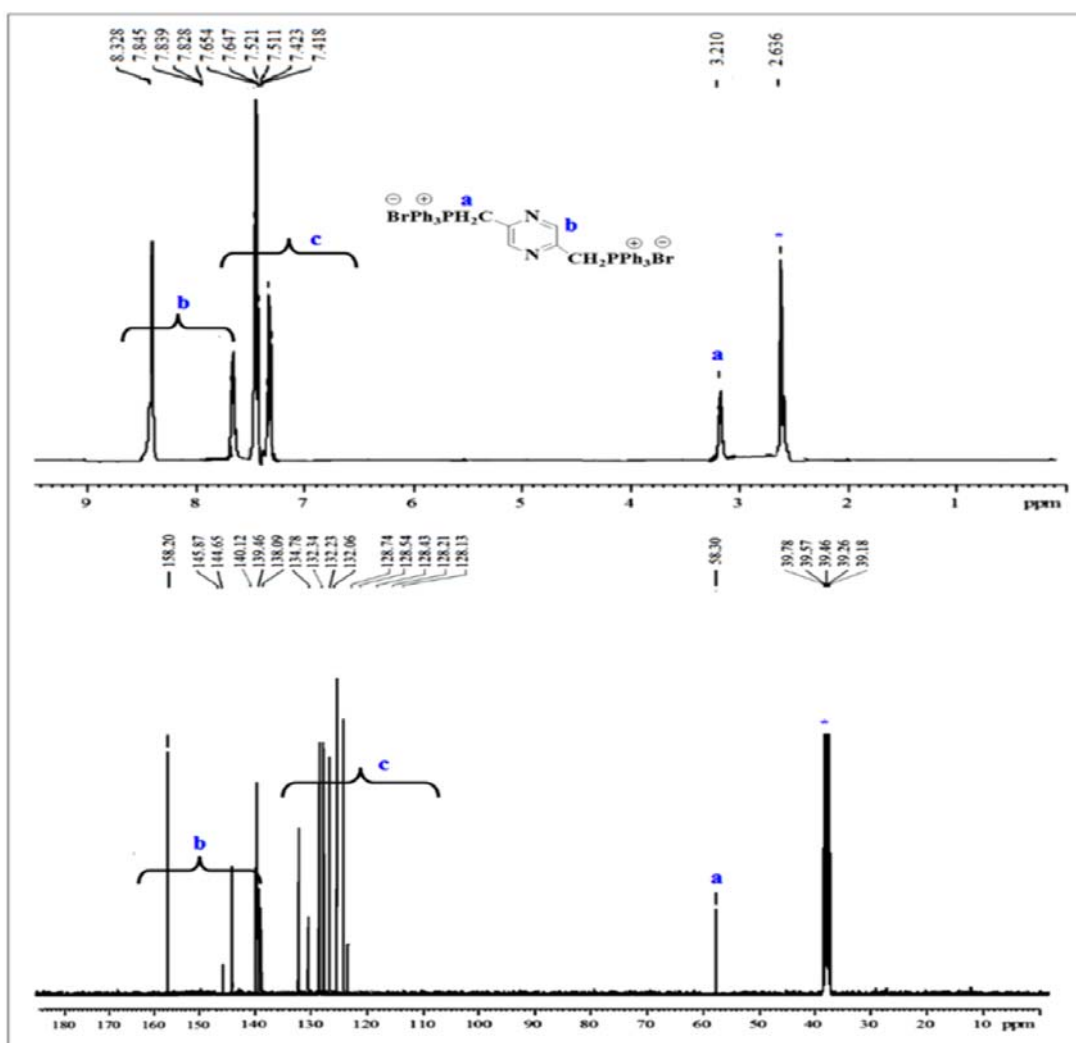 8.328
7.845
7.839
7.828
7.654
7.647
7.521
7.511
7.423
7.418
3.210
2.636
a
⊖ ⊕
BrPh₃PH₂C
N
b
N
⊕ ⊖
CH₂PPh₃Br
c
b
a
*
9 8 7 6 5 4 3 2 1 ppm
158.20
145.87
144.65
140.12
139.46
138.09
134.78
132.34
132.23
132.06
128.74
128.54
128.43
128.21
128.13
58.30
39.78
39.57
39.46
39.26
39.18
*
c
b
a
180 170 160 150 140 130 120 110 100 90 80 70 60 50 40 30 20 10 ppm